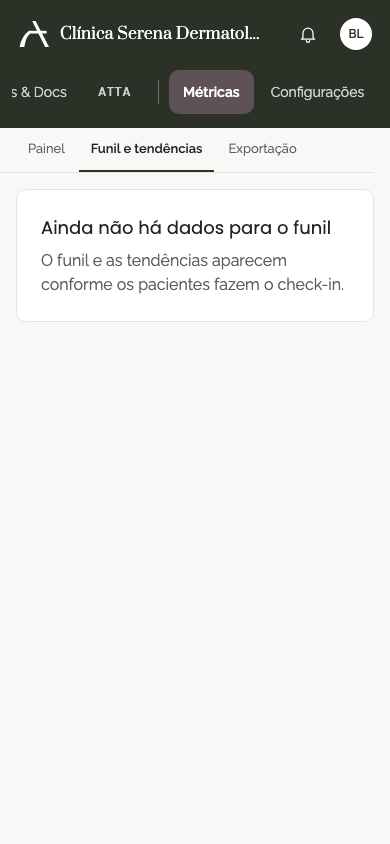 Clínica Serena Dermatol...
BL
s & Docs
ATTA
Métricas
Configurações
Painel
Funil e tendências
Exportação
Ainda não há dados para o funil
O funil e as tendências aparecem
conforme os pacientes fazem o check-in.